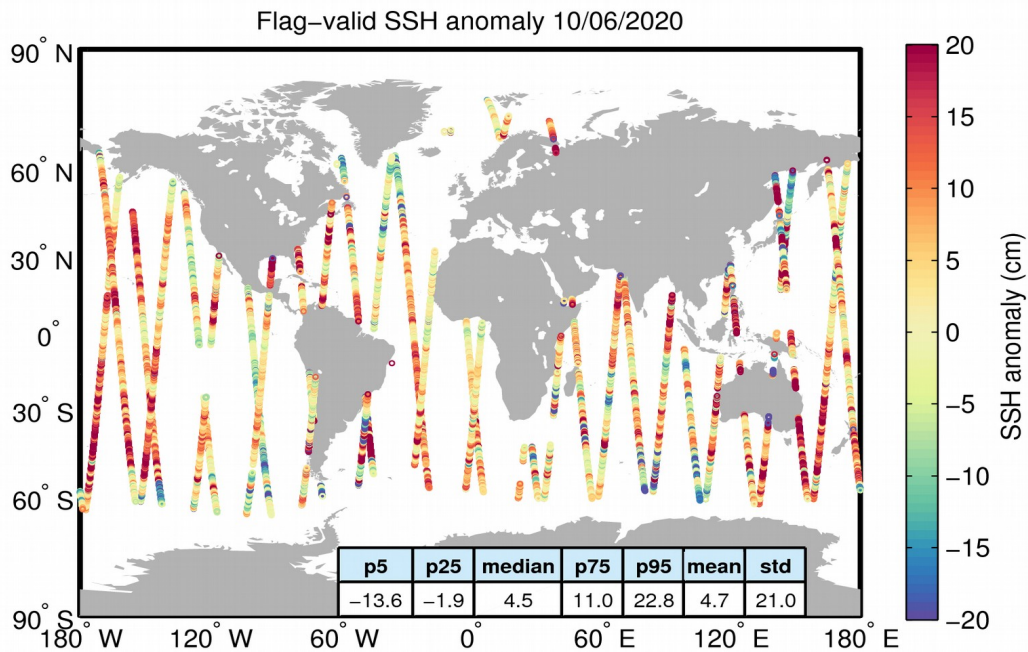 Flag−valid SSH anomaly 10/06/2020
90° N
60° N
30° N
0°
30° S
60° S
90° S
180° W 120° W 60° W 0° 60° E 120° E 180° E
p5 p25 median p75 p95 mean std
−13.6 −1.9 4.5 11.0 22.8 4.7 21.0
20
15
10
5
0
−5
−10
−15
−20
SSH anomaly (cm)